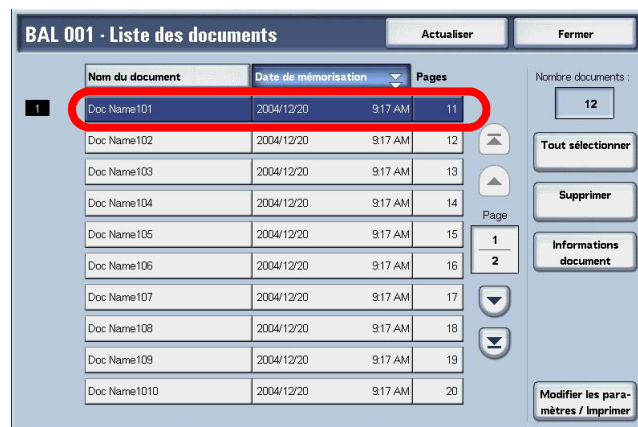 BAL 001 - Liste des documents
Actualiser
Fermer
Nom du document
Date de mémorisation
Pages
Nombre documents :
12
1
Doc Name101 2004/12/20 9:17 AM 11
Doc Name102 2004/12/20 9:17 AM 12
Doc Name103 2004/12/20 9:17 AM 13
Doc Name104 2004/12/20 9:17 AM 14
Doc Name105 2004/12/20 9:17 AM 15
Doc Name106 2004/12/20 9:17 AM 16
Doc Name107 2004/12/20 9:17 AM 17
Doc Name108 2004/12/20 9:17 AM 18
Doc Name109 2004/12/20 9:17 AM 19
Doc Name1010 2004/12/20 9:17 AM 20
Page
1
2
Tout sélectionner
Supprimer
Informations
document
Modifier les para-
mètres / Imprimer